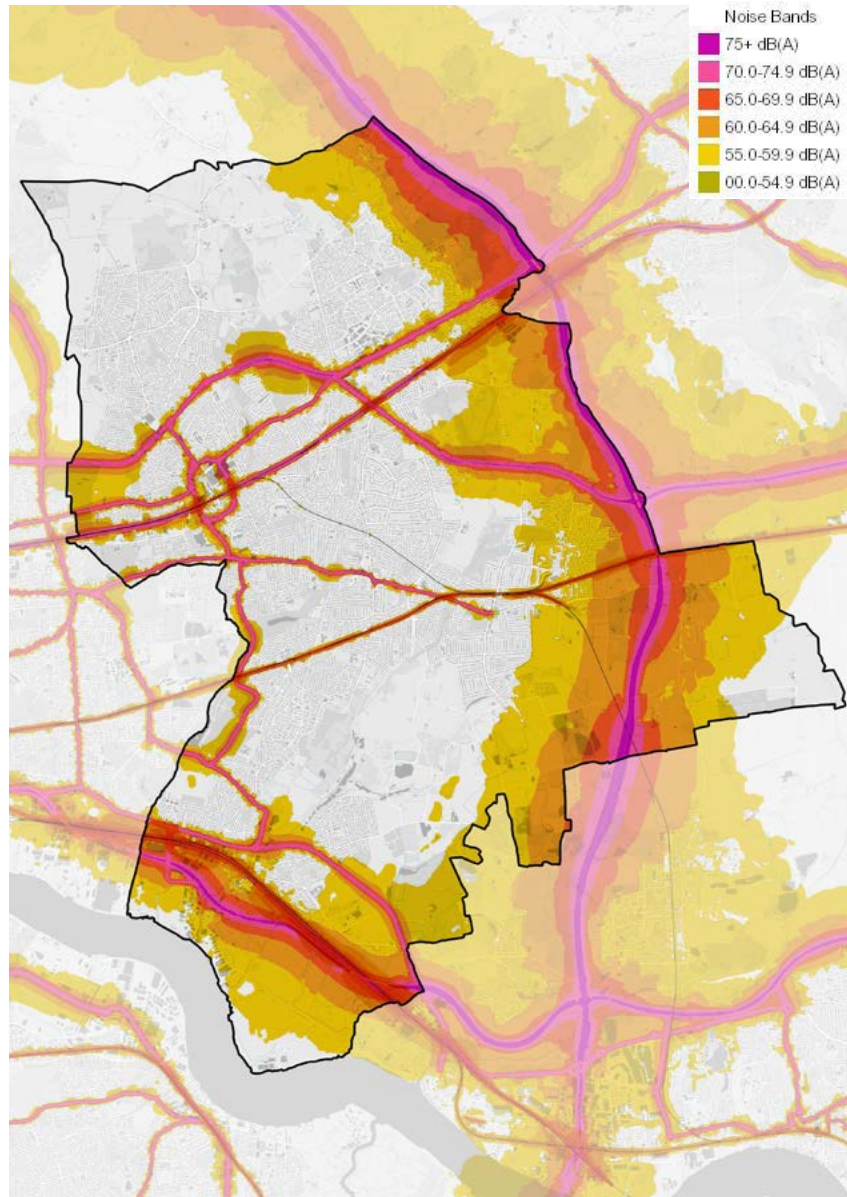 Noise Bands
75+ dB(A)
70.0-74.9 dB(A)
65.0-69.9 dB(A)
60.0-64.9 dB(A)
55.0-59.9 dB(A)
00.0-54.9 dB(A)